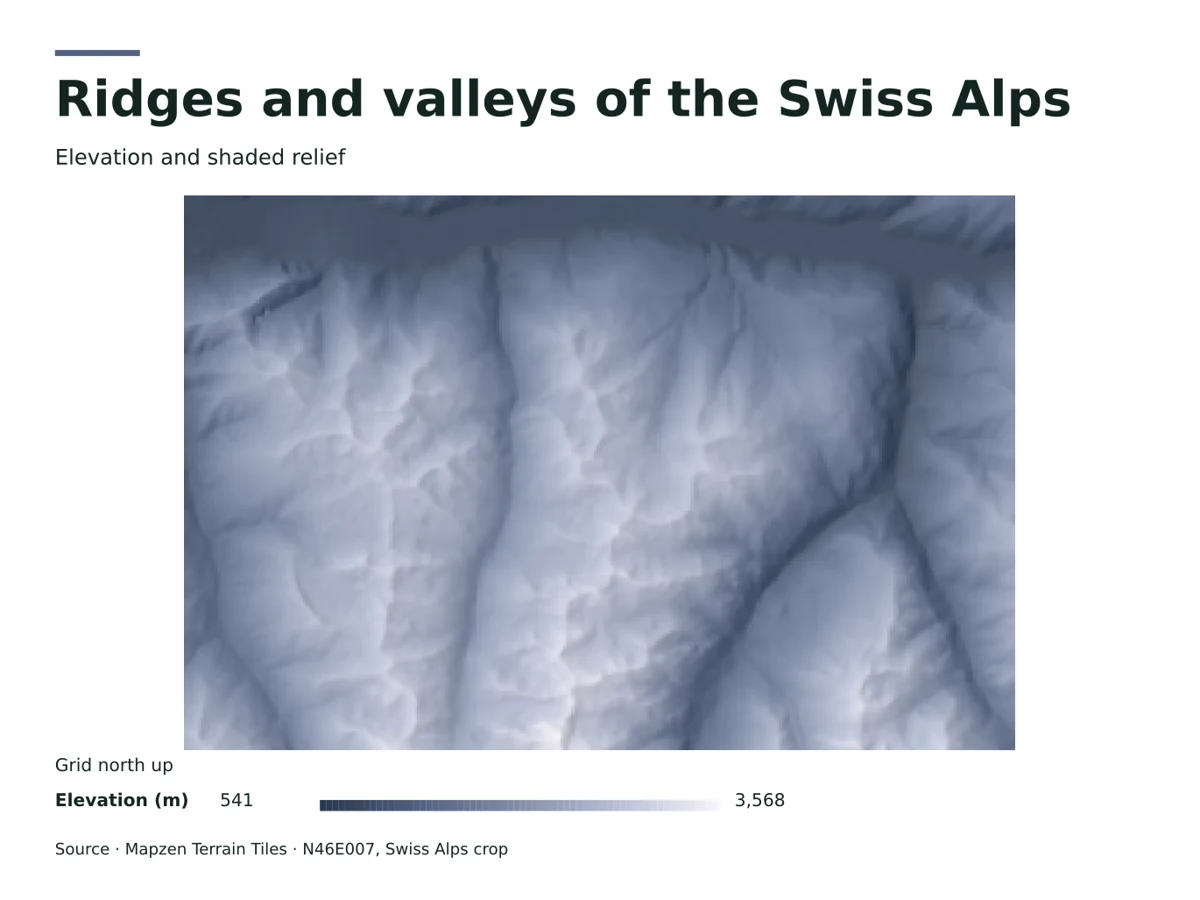 Ridges and valleys of the Swiss Alps
Elevation and shaded relief
Grid north up
Elevation (m) 541 3,568
Source · Mapzen Terrain Tiles · N46E007, Swiss Alps crop